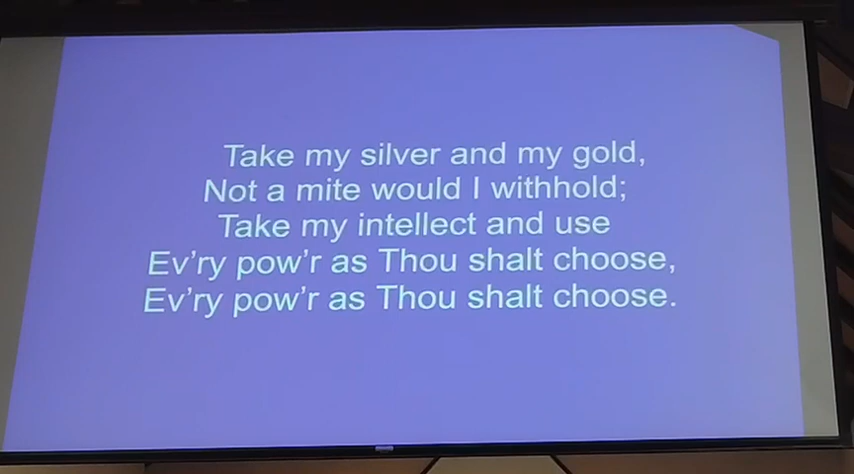 Take my silver and my gold,
Not a mite would I withhold;
Take my intellect and use
Ev’ry pow’r as Thou shalt choose,
Ev’ry pow’r as Thou shalt choose.